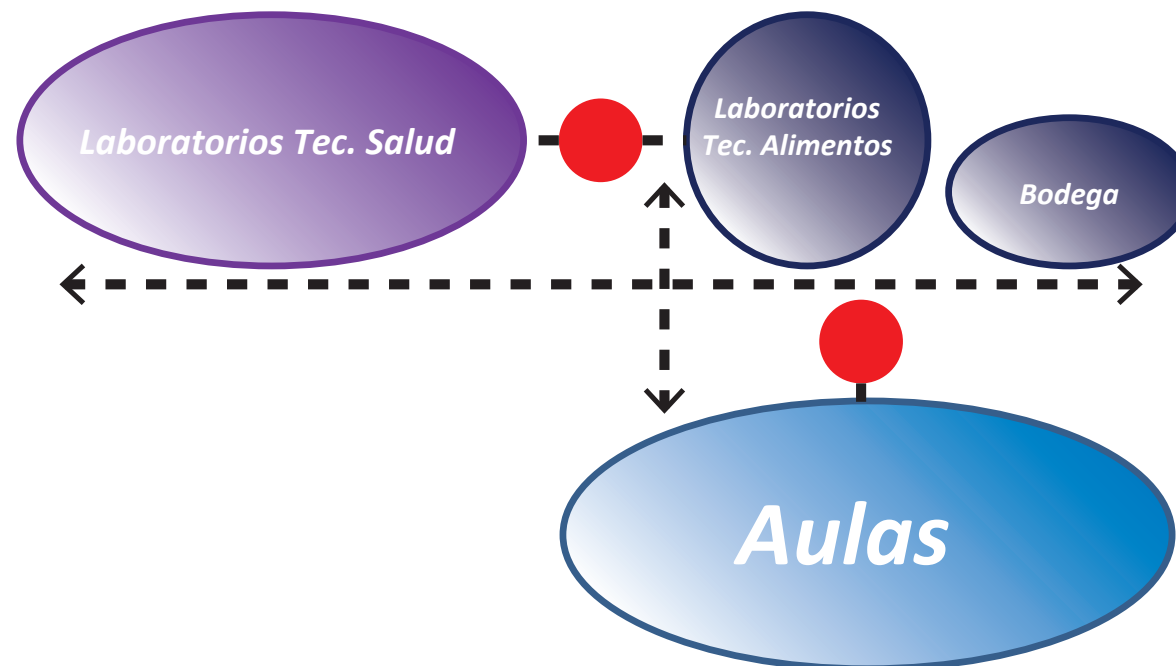 Laboratorios Tec. Salud
Laboratorios
Tec. Alimentos
Bodega
Aulas